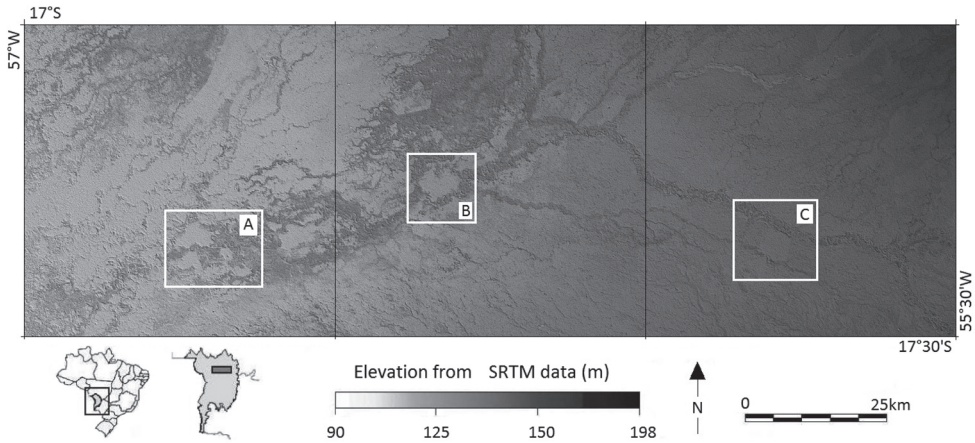 17°S
57°W
A
B
C
55°30'W
17°30'S
Elevation from SRTM data (m)
90 125 150 198
N
0 25km